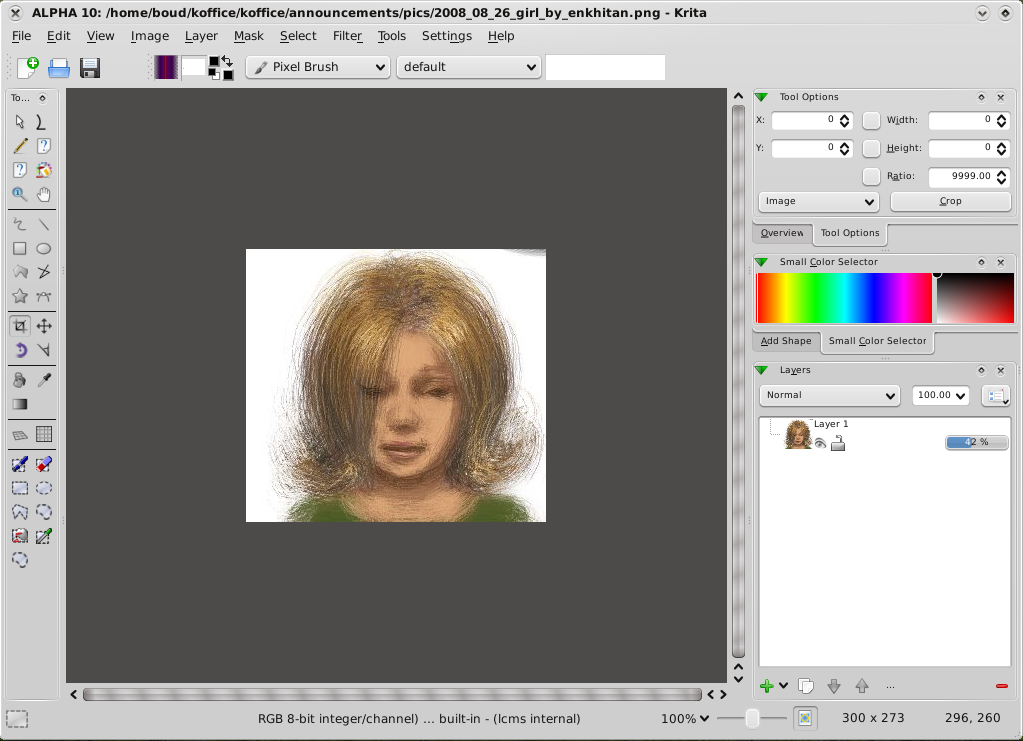 ALPHA 10: /home/boud/koffice/koffice/announcements/pics/2008_08_26_girl_by_enkhitan.png - Krita
File Edit View Image Layer Mask Select Filter Tools Settings Help
Pixel Brush default
To...
Tool Options
X: 0 Width: 0
Y: 0 Height: 0
Ratio: 9999.00
Image Crop
Overview Tool Options
Small Color Selector
Add Shape Small Color Selector
Layers
Normal 100.00
Layer 1
42 %
...
RGB 8-bit integer/channel) ... built-in - (lcms internal) 100% 300 x 273 296, 260